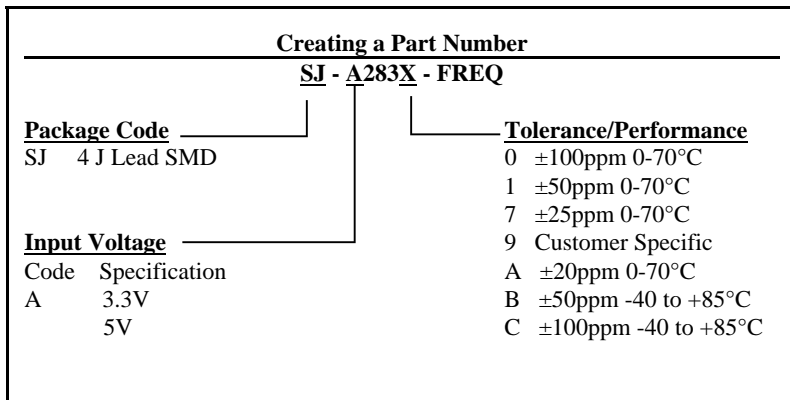 Creating a Part Number
SJ - A283X - FREQ
Package Code
SJ 4 J Lead SMD
Input Voltage
Code Specification
A 3.3V
5V
Tolerance/Performance
0 ±100ppm 0-70°C
1 ±50ppm 0-70°C
7 ±25ppm 0-70°C
9 Customer Specific
A ±20ppm 0-70°C
B ±50ppm -40 to +85°C
C ±100ppm -40 to +85°C